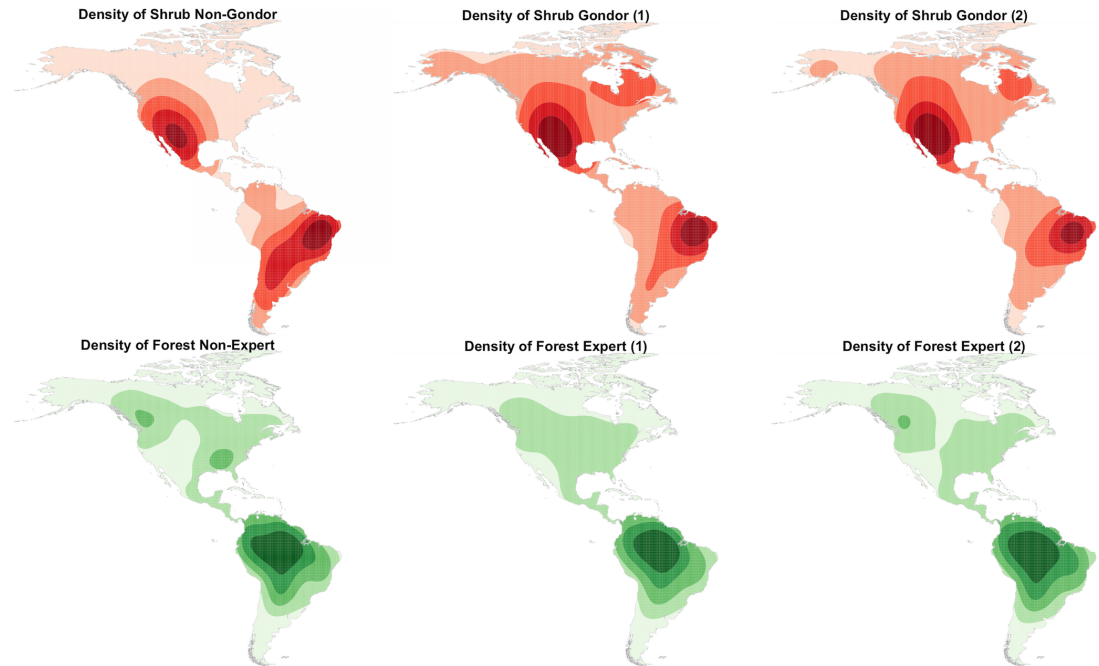 Density of Shrub Non-Gondor
Density of Shrub Gondor (1)
Density of Shrub Gondor (2)
Density of Forest Non-Expert
Density of Forest Expert (1)
Density of Forest Expert (2)